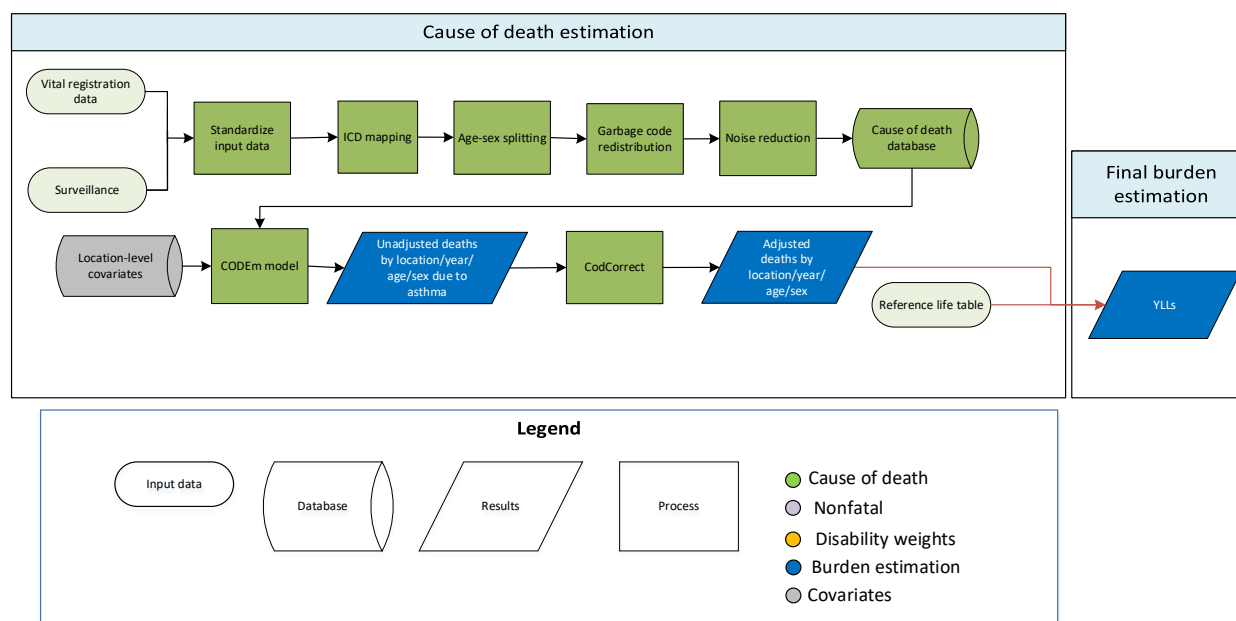 Cause of death estimation
Vital registration
data
Surveillance
Standardize
input data
ICD mapping
Age-sex splitting
Garbage code
redistribution
Noise reduction
Cause of death
database
Location-level
covariates
CODEm model
Unadjusted deaths
by location/year/
age/sex due to
asthma
CodCorrect
Adjusted
deaths by
location/year/
age/sex
Reference life table
Final burden
estimation
YLLs
Legend
Input data
Database
Results
Process
Cause of death
Nonfatal
Disability weights
Burden estimation
Covariates